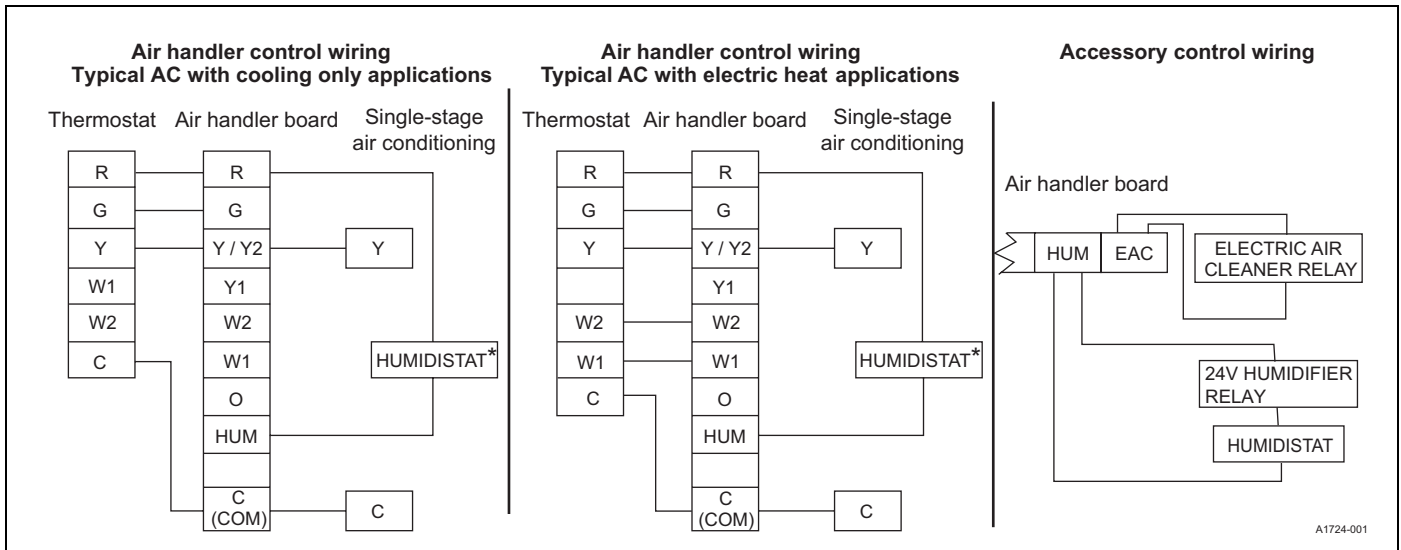 Air handler control wiring
Typical AC with cooling only applications
Thermostat
Air handler board
Single-stage
air conditioning
R
G
Y
W1
W2
C
R
G
Y / Y2
Y1
W2
W1
O
HUM
C
(COM)
Y
HUMIDISTAT*
C
Air handler control wiring
Typical AC with electric heat applications
Thermostat
Air handler board
Single-stage
air conditioning
R
G
Y
W2
W1
C
R
G
Y / Y2
Y1
W2
W1
O
HUM
C
(COM)
Y
HUMIDISTAT*
C
Accessory control wiring
Air handler board
HUM
EAC
ELECTRIC AIR
CLEANER RELAY
24V HUMIDIFIER
RELAY
HUMIDISTAT
A1724-001